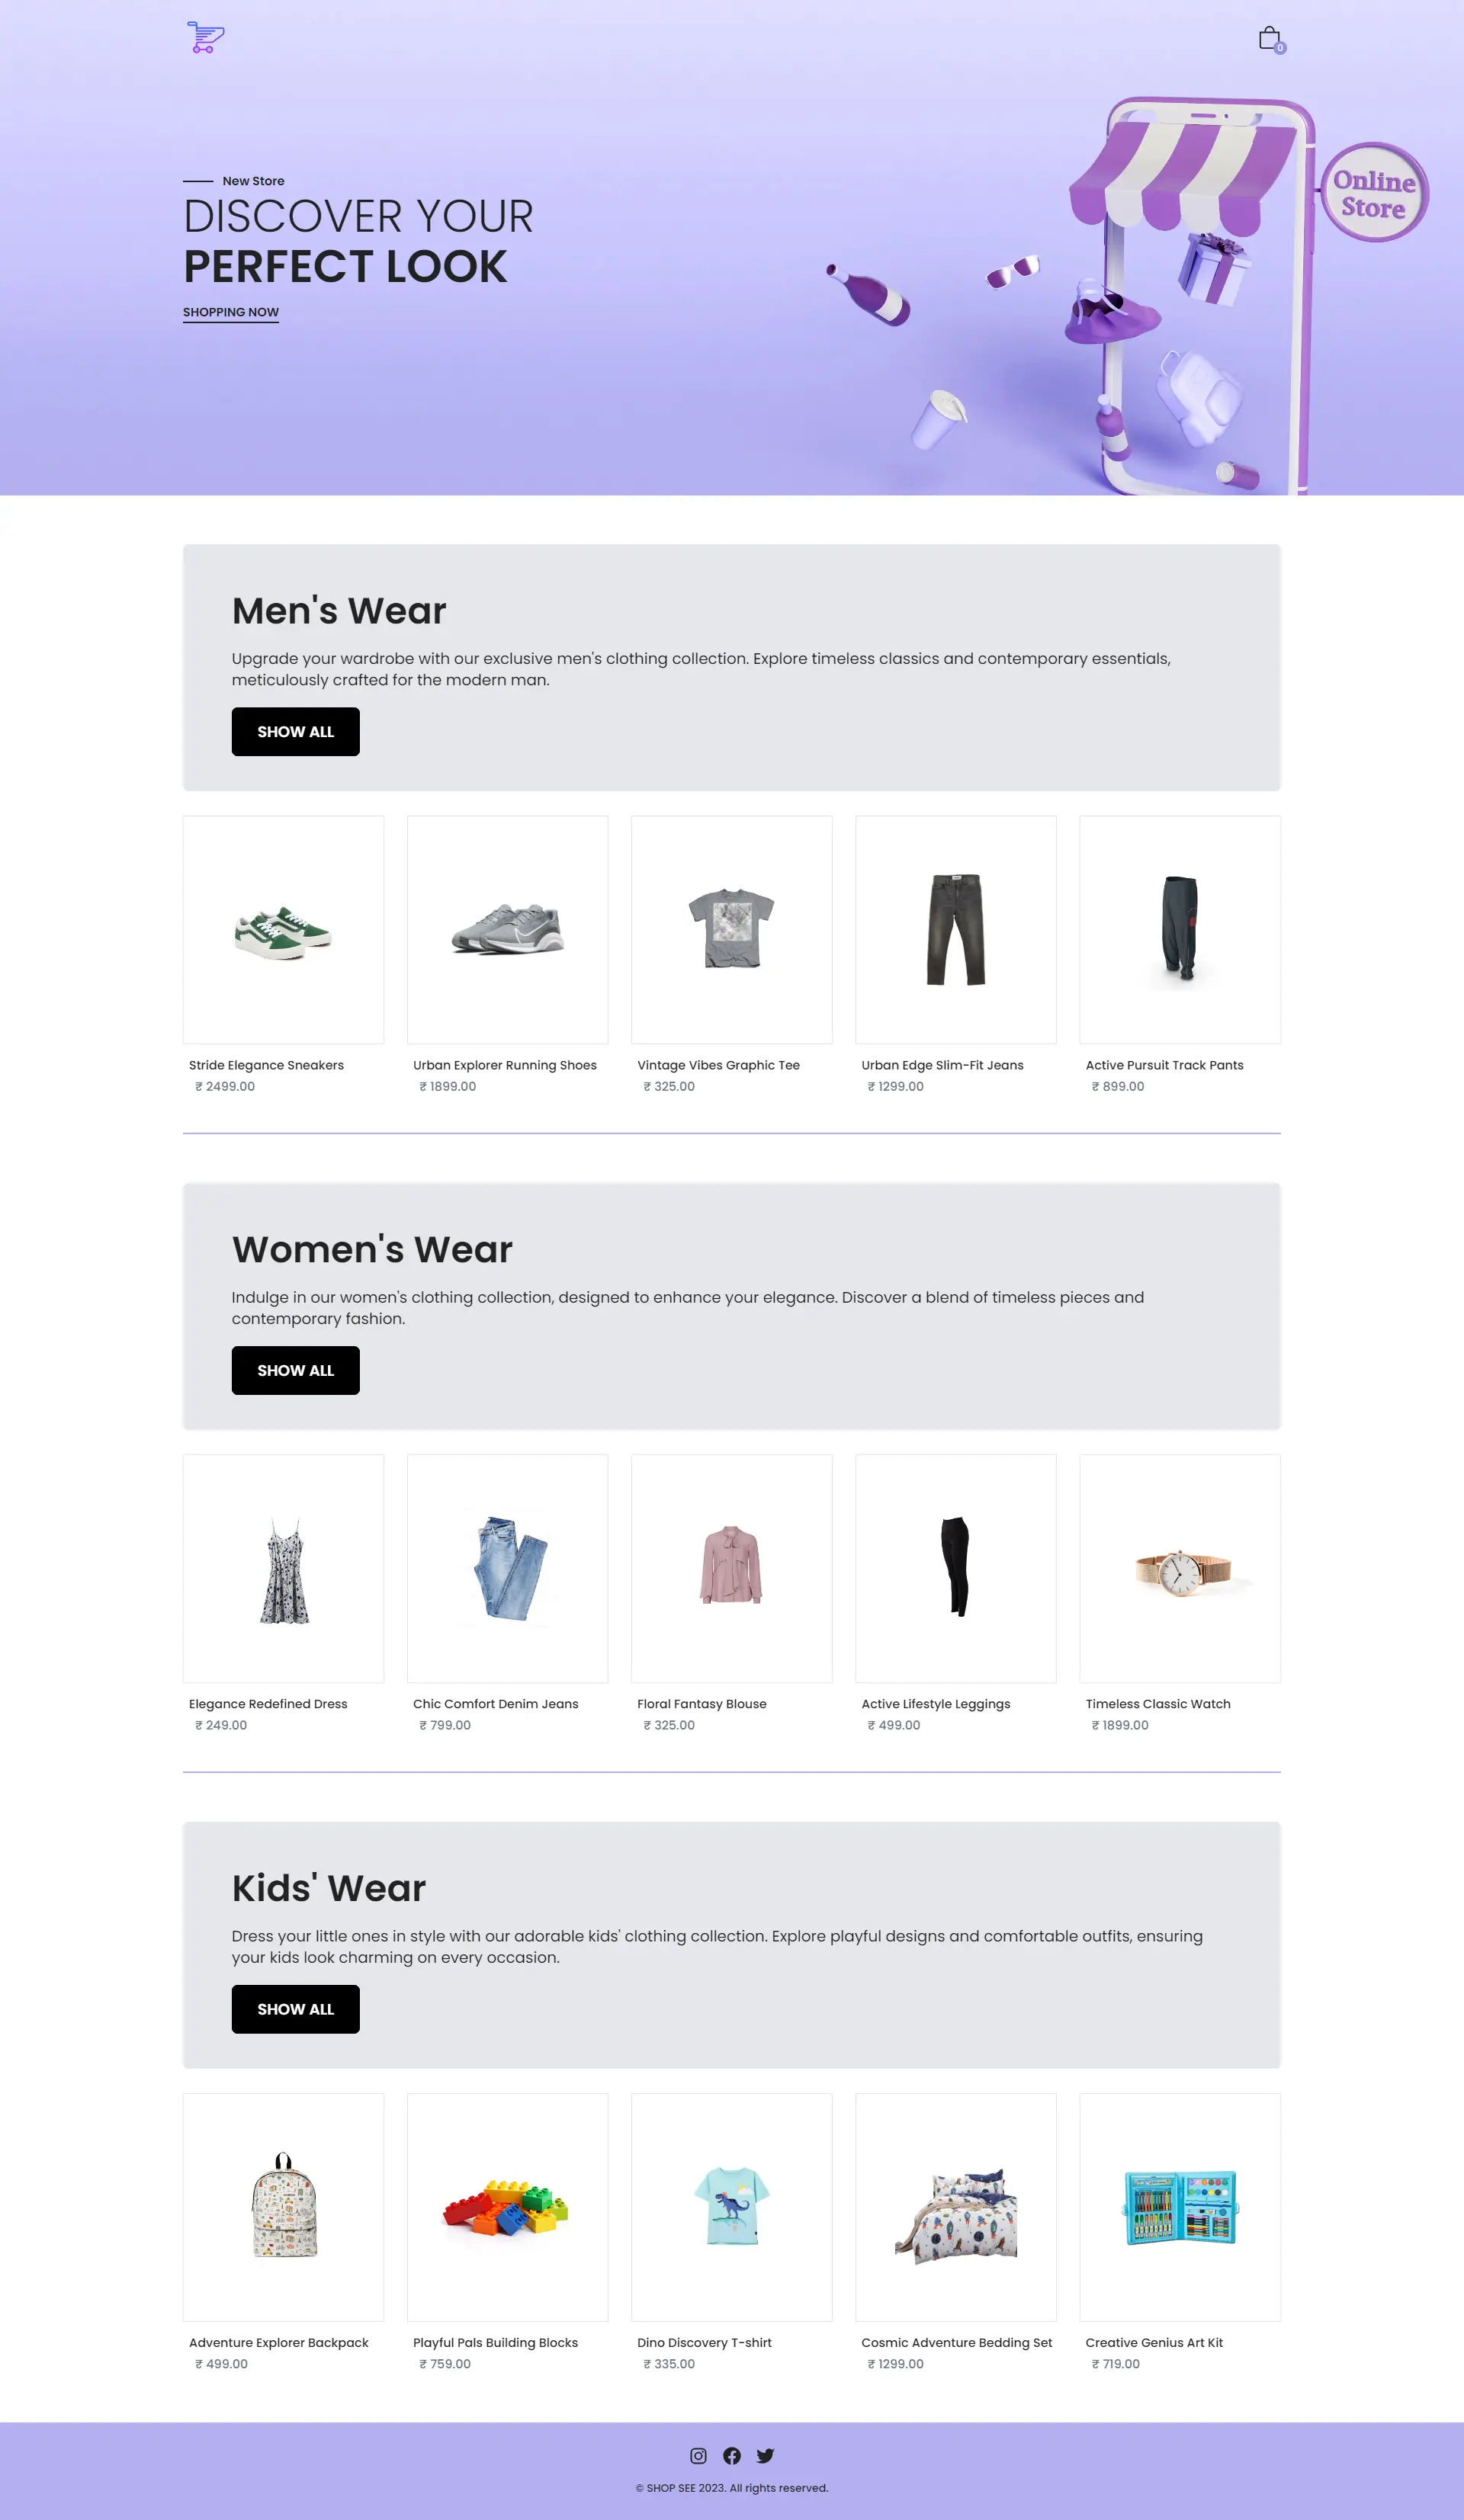 0
New Store
DISCOVER YOUR
PERFECT LOOK
SHOPPING NOW
Online
Store
Men's Wear
Upgrade your wardrobe with our exclusive men's clothing collection. Explore timeless classics and contemporary essentials,
meticulously crafted for the modern man.
SHOW ALL
Stride Elegance Sneakers
₹ 2499.00
Urban Explorer Running Shoes
₹ 1899.00
Vintage Vibes Graphic Tee
₹ 325.00
Urban Edge Slim-Fit Jeans
₹ 1299.00
Active Pursuit Track Pants
₹ 899.00
Women's Wear
Indulge in our women's clothing collection, designed to enhance your elegance. Discover a blend of timeless pieces and
contemporary fashion.
SHOW ALL
Elegance Redefined Dress
₹ 249.00
Chic Comfort Denim Jeans
₹ 799.00
Floral Fantasy Blouse
₹ 325.00
Active Lifestyle Leggings
₹ 499.00
Timeless Classic Watch
₹ 1899.00
Kids' Wear
Dress your little ones in style with our adorable kids' clothing collection. Explore playful designs and comfortable outfits, ensuring
your kids look charming on every occasion.
SHOW ALL
Adventure Explorer Backpack
₹ 499.00
Playful Pals Building Blocks
₹ 759.00
Dino Discovery T-shirt
₹ 335.00
Cosmic Adventure Bedding Set
₹ 1299.00
Creative Genius Art Kit
₹ 719.00
© SHOP SEE 2023. All rights reserved.